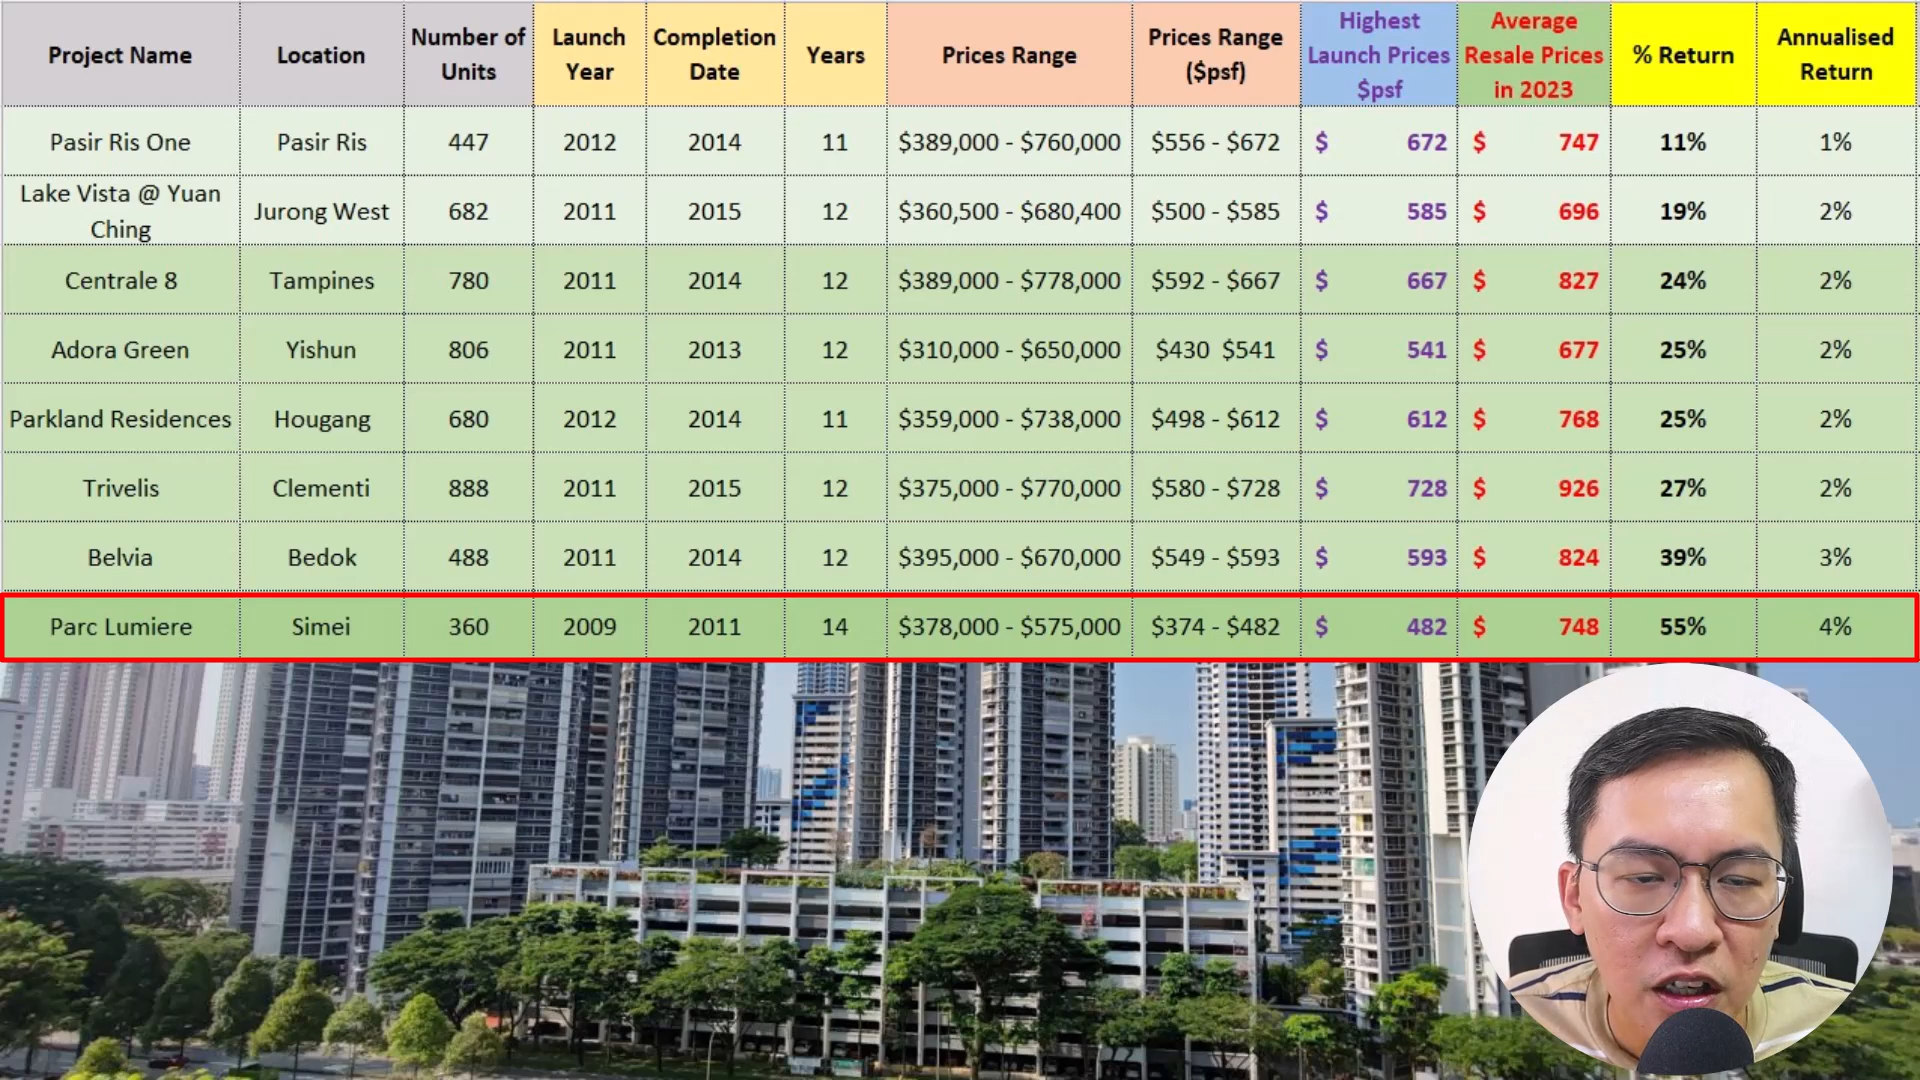 Project Name Location Number of Units Launch Year Completion Date Years Prices Range Prices Range ($psf) Highest Launch Prices $psf Average Resale Prices in 2023 % Return Annualised Return
Pasir Ris One Pasir Ris 447 2012 2014 11 $389,000 - $760,000 $556 - $672 $ 672 $ 747 11% 1%
Lake Vista @ Yuan Ching Jurong West 682 2011 2015 12 $360,500 - $680,400 $500 - $585 $ 585 $ 696 19% 2%
Centrale 8 Tampines 780 2011 2014 12 $389,000 - $778,000 $592 - $667 $ 667 $ 827 24% 2%
Adora Green Yishun 806 2011 2013 12 $310,000 - $650,000 $430 $541 $ 541 $ 677 25% 2%
Parkland Residences Hougang 680 2012 2014 11 $359,000 - $738,000 $498 - $612 $ 612 $ 768 25% 2%
Trivelis Clementi 888 2011 2015 12 $375,000 - $770,000 $580 - $728 $ 728 $ 926 27% 2%
Belvia Bedok 488 2011 2014 12 $395,000 - $670,000 $549 - $593 $ 593 $ 824 39% 3%
Parc Lumiere Simei 360 2009 2011 14 $378,000 - $575,000 $374 - $482 $ 482 $ 748 55% 4%